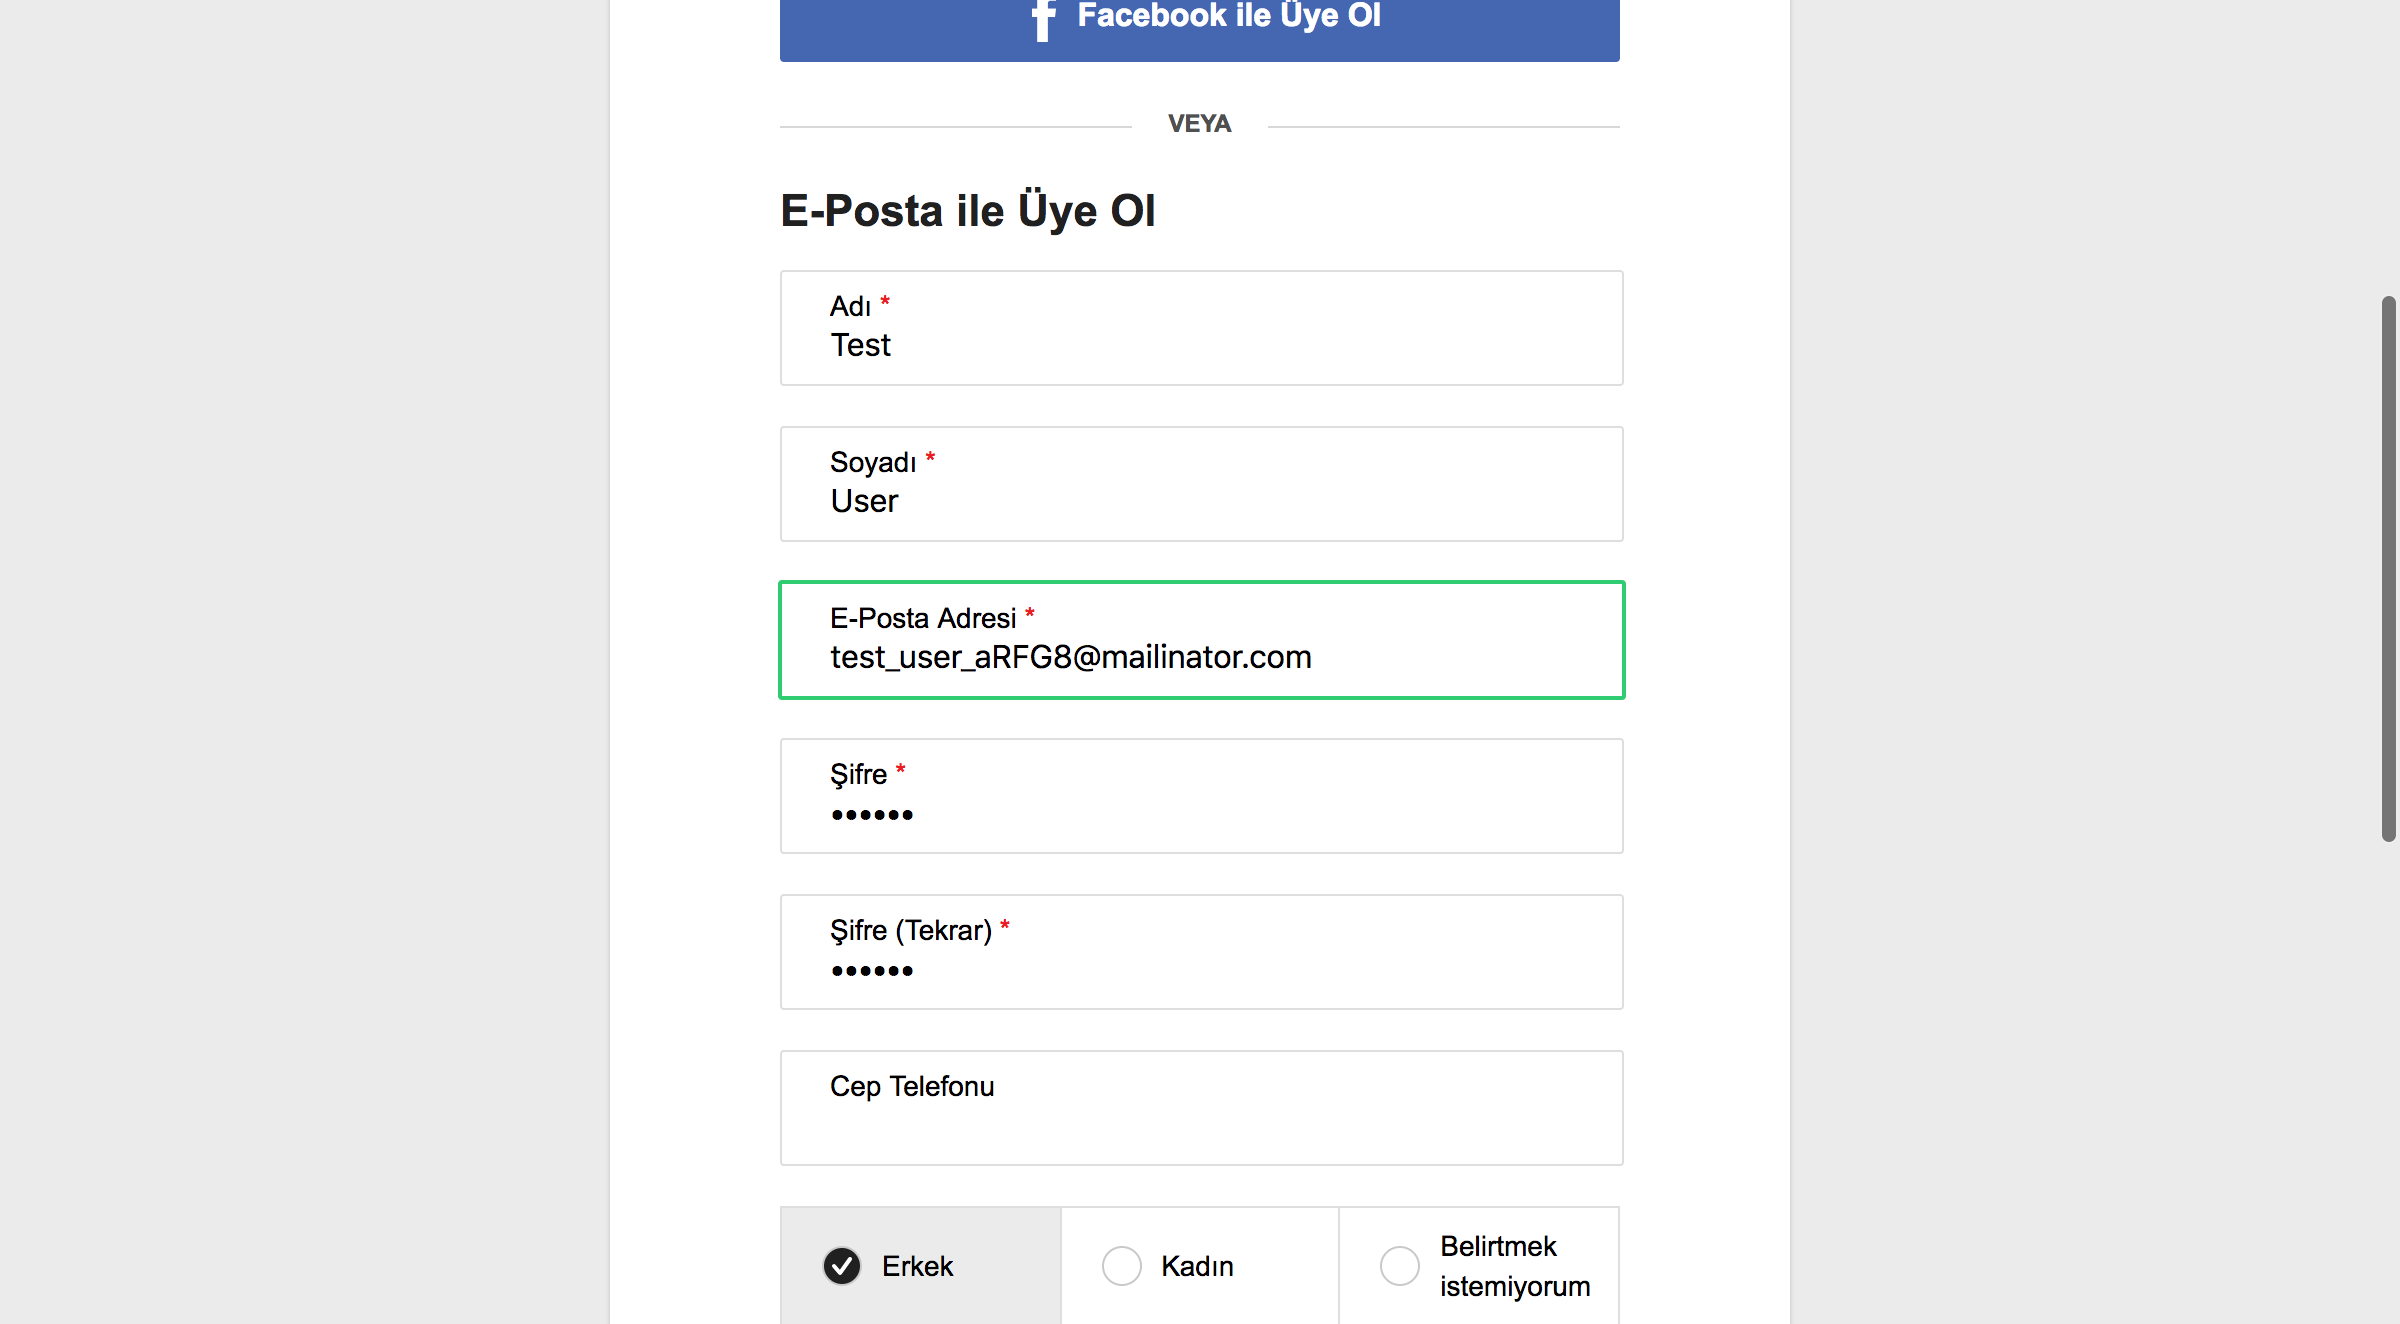 Facebook ile Üye Ol
VEYA
E-Posta ile Üye Ol
Adı *
Test
Soyadı *
User
E-Posta Adresi *
test_user_aRFG8@mailinator.com
Şifre *
••••••
Şifre (Tekrar) *
••••••
Cep Telefonu
Erkek
Kadın
Belirtmek
istemiyorum